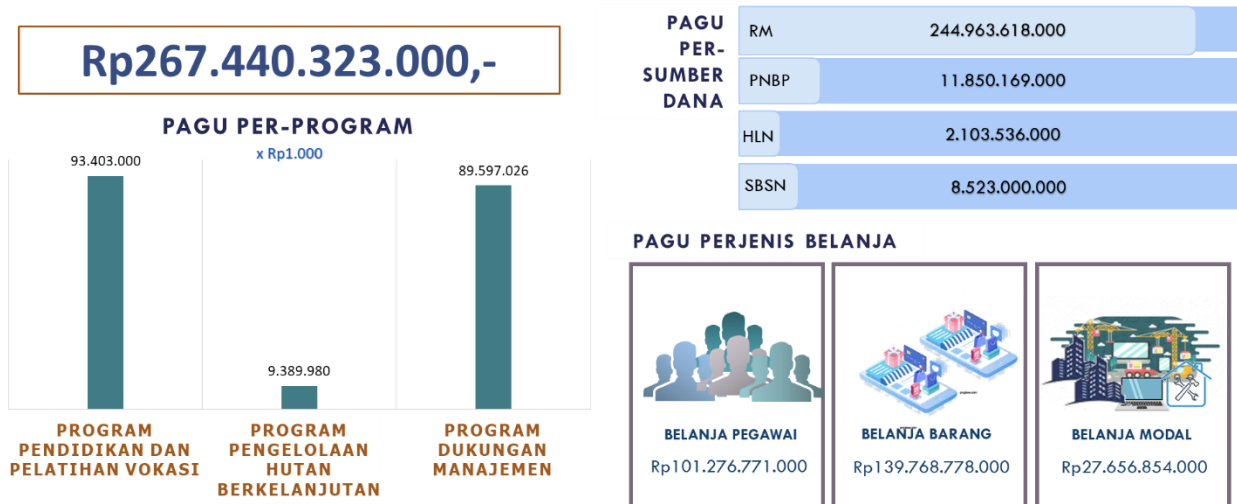 Rp267.440.323.000,-
PAGU PER-PROGRAM
x Rp1.000
93.403.000
9.389.980
89.597.026
PROGRAM
PENDIDIKAN DAN
PELATIHAN VOKASI
PROGRAM
PENGELOLAAN
HUTAN
BERKELANJUTAN
PROGRAM
DUKUNGAN
MANAJEMEN
PAGU
PER-
SUMBER
DANA
RM 244.963.618.000
PNBP 11.850.169.000
HLN 2.103.536.000
SBSN 8.523.000.000
PAGU PERJENIS BELANJA
BELANJA PEGAWAI
Rp101.276.771.000
BELANJA BARANG
Rp139.768.778.000
BELANJA MODAL
Rp27.656.854.000